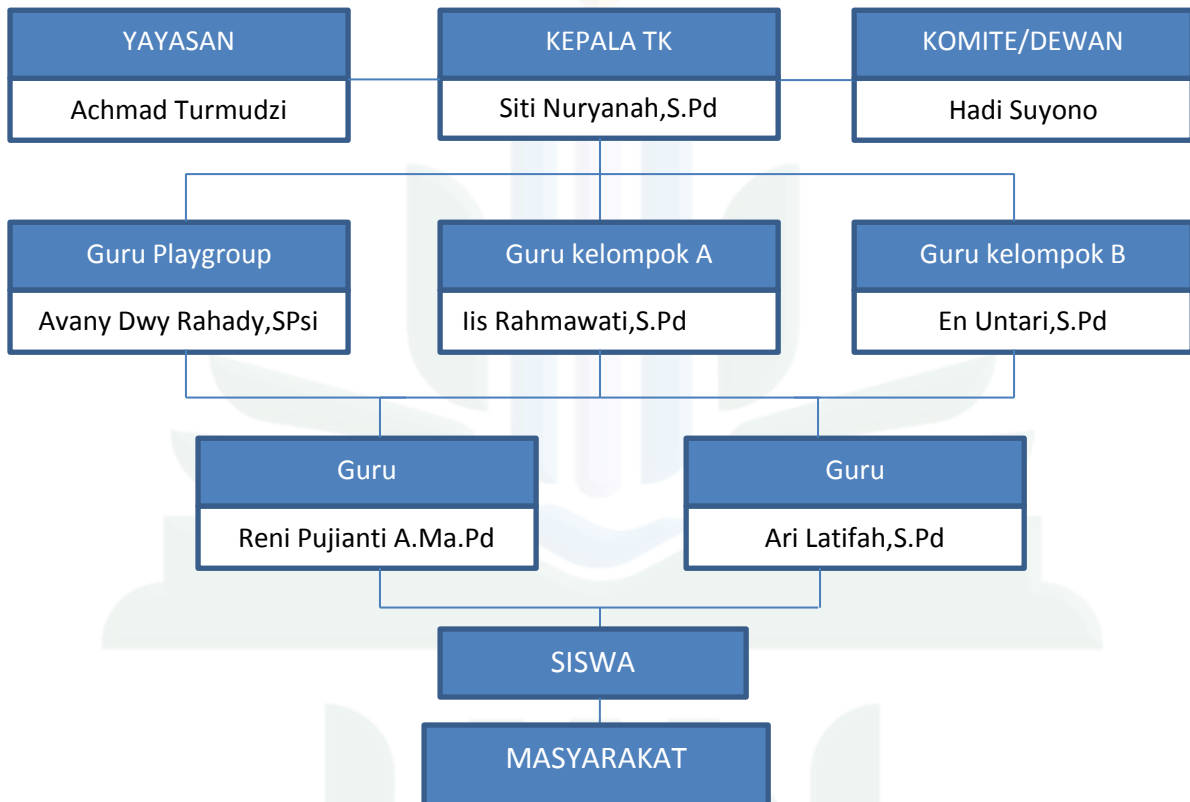 YAYASAN
Achmad Turmudzi
KEPALA TK
Siti Nuryanah,S.Pd
KOMITE/DEWAN
Hadi Suyono
Guru Playgroup
Avany Dwy Rahady,SPsi
Guru kelompok A
Iis Rahmawati,S.Pd
Guru kelompok B
En Untari,S.Pd
Guru
Reni Pujianti A.Ma.Pd
Guru
Ari Latifah,S.Pd
SISWA
MASYARAKAT